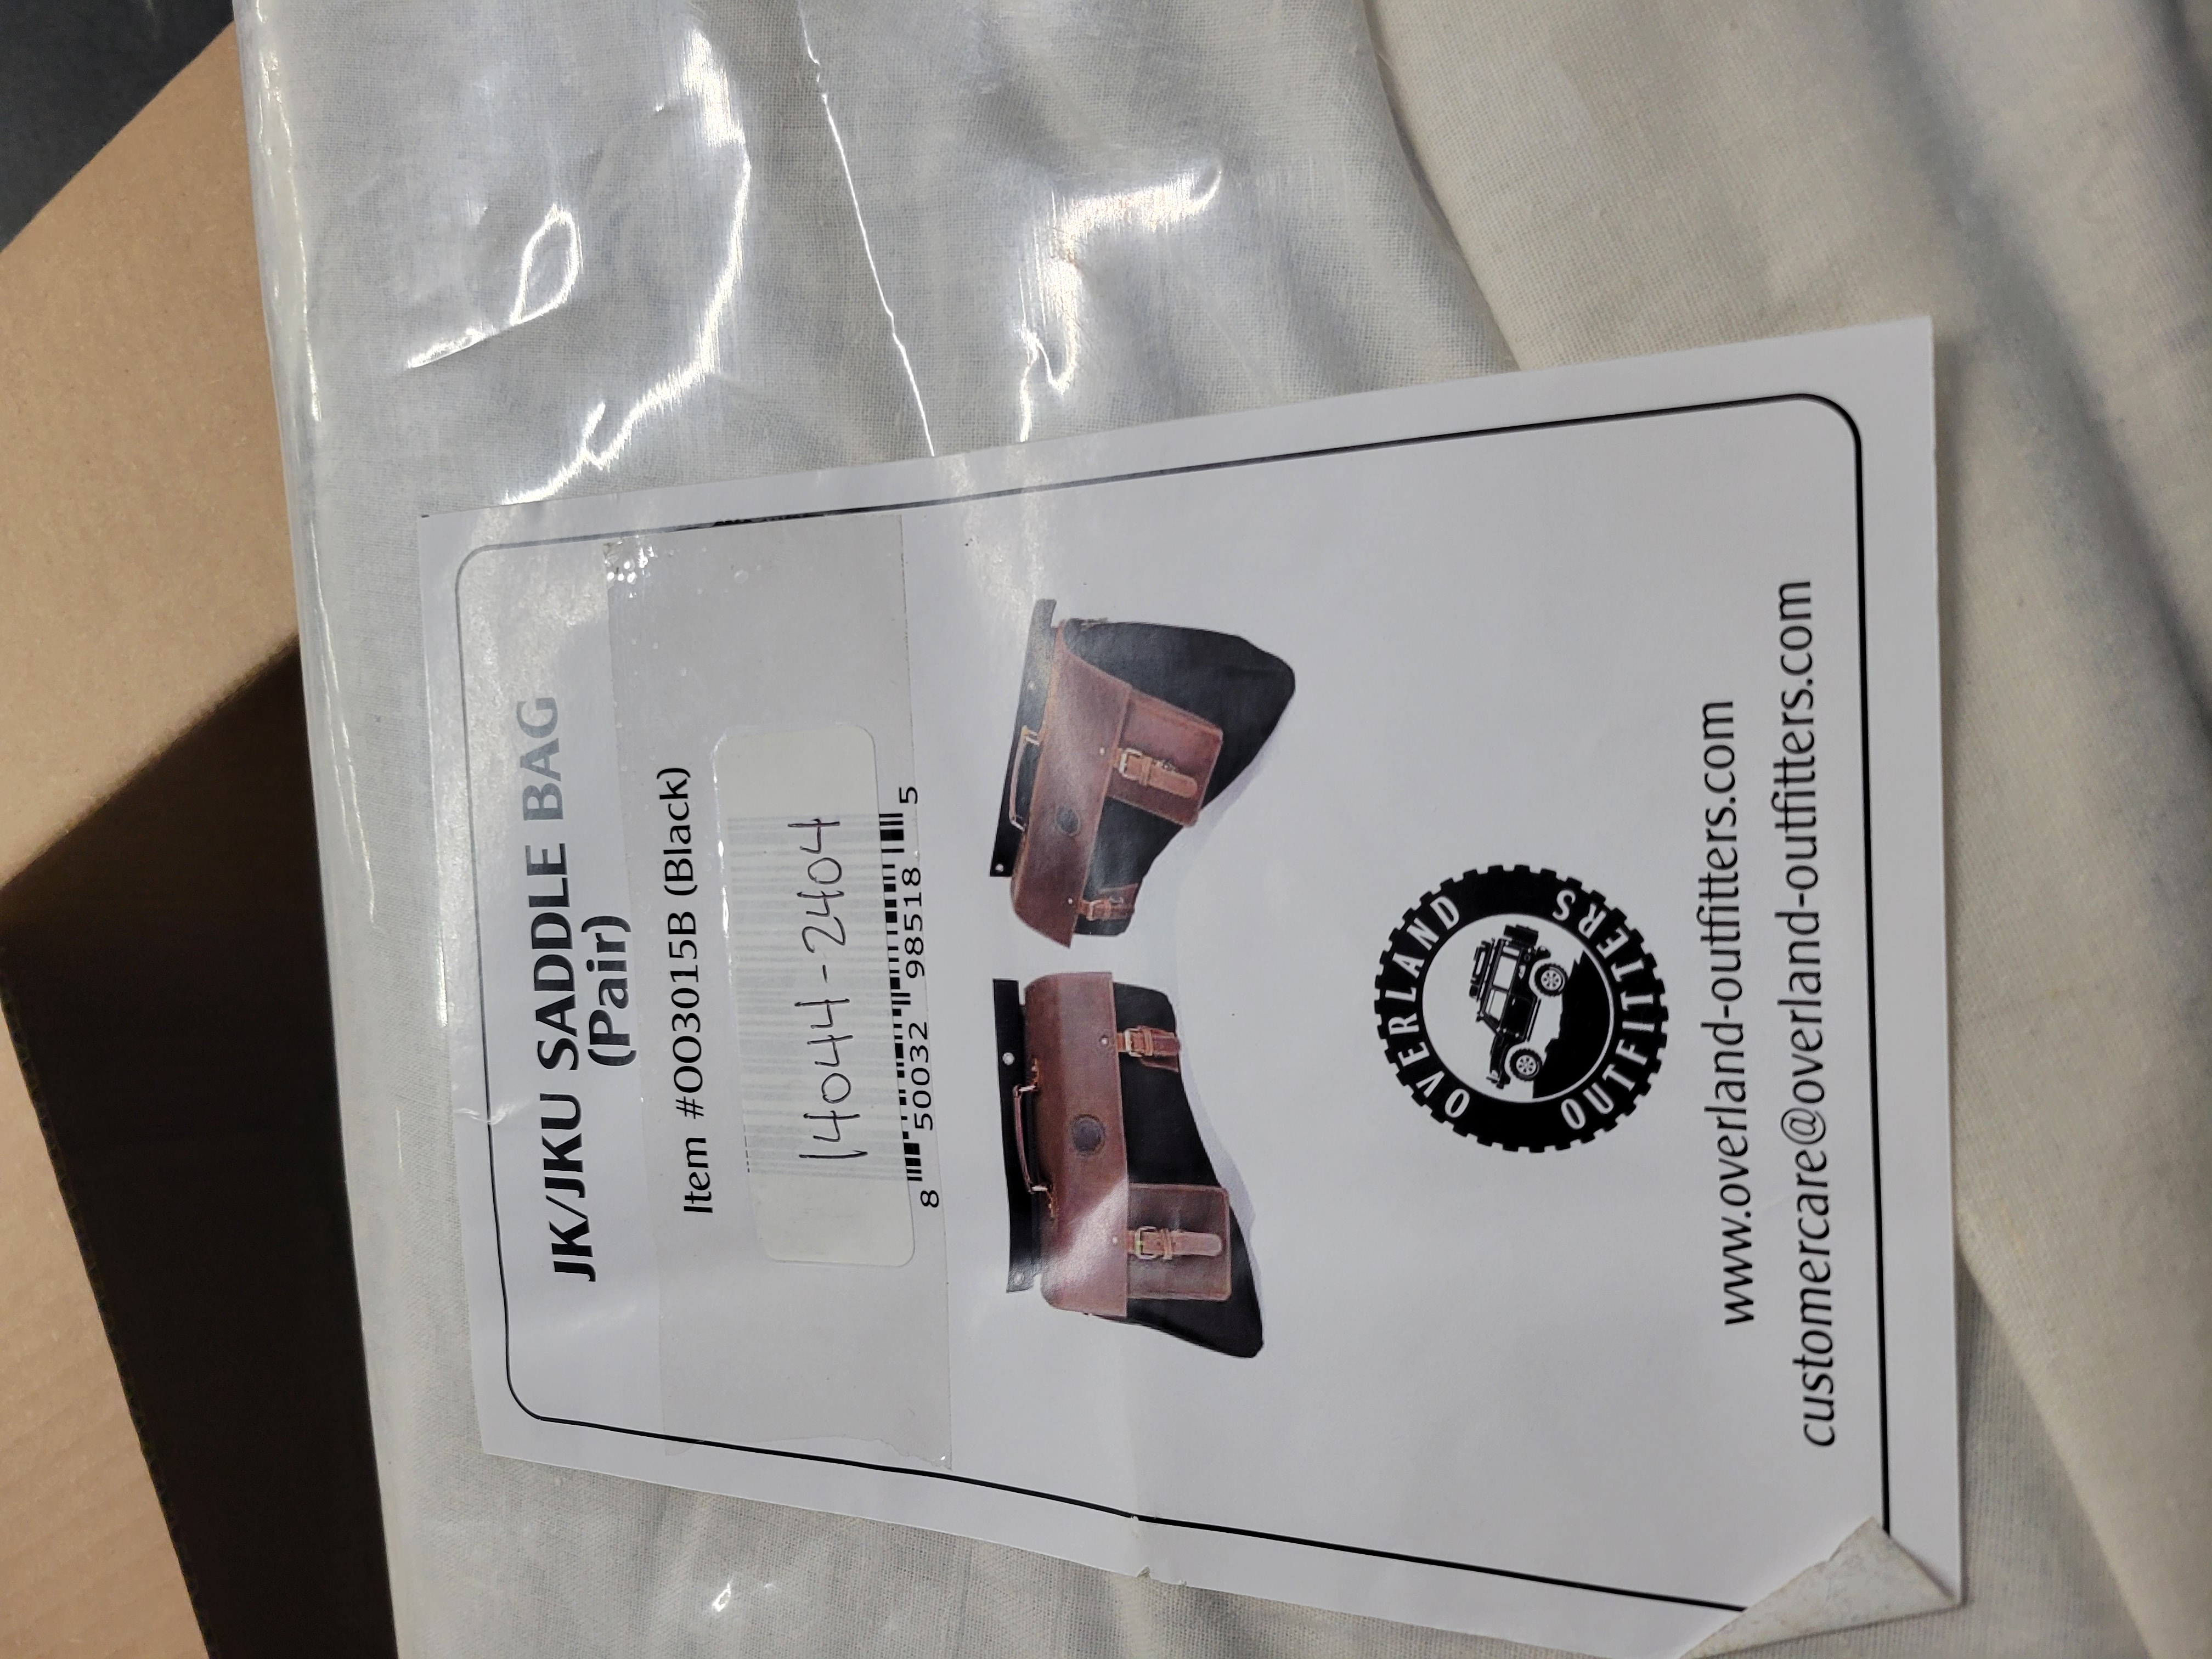 JK/JKU SADDLE BAG
(Pair)
Item #OO3015B (Black)
14044-2404
8 50032 98518 5
OVERLAND
OUTFITTERS
www.overland-outfitters.com
customercare@overland-outfitters.com